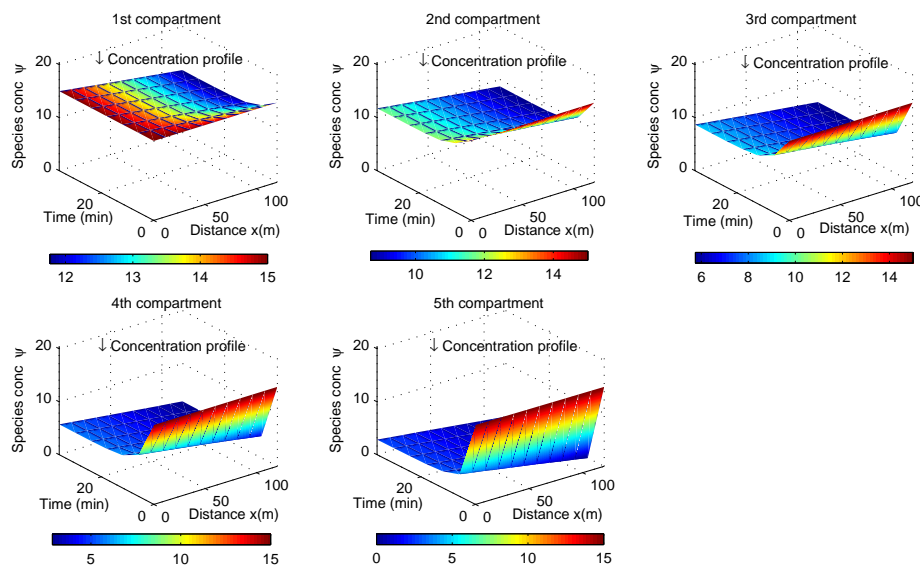 1st compartment
↓ Concentration profile
Species conc ψ
20
10
0
20
Time (min)
0 0
50
100
Distance x(m)
12 13 14 15
2nd compartment
↓ Concentration profile
Species conc ψ
20
10
0
20
Time (min)
0 0
50
100
Distance x(m)
10 12 14
3rd compartment
↓ Concentration profile
Species conc ψ
20
10
0
20
Time (min)
0 0
50
100
Distance x(m)
6 8 10 12 14
4th compartment
↓ Concentration profile
Species conc ψ
20
10
0
20
Time (min)
0 0
50
100
Distance x(m)
5 10 15
5th compartment
↓ Concentration profile
Species conc ψ
20
10
0
20
Time (min)
0 0
50
100
Distance x(m)
0 5 10 15